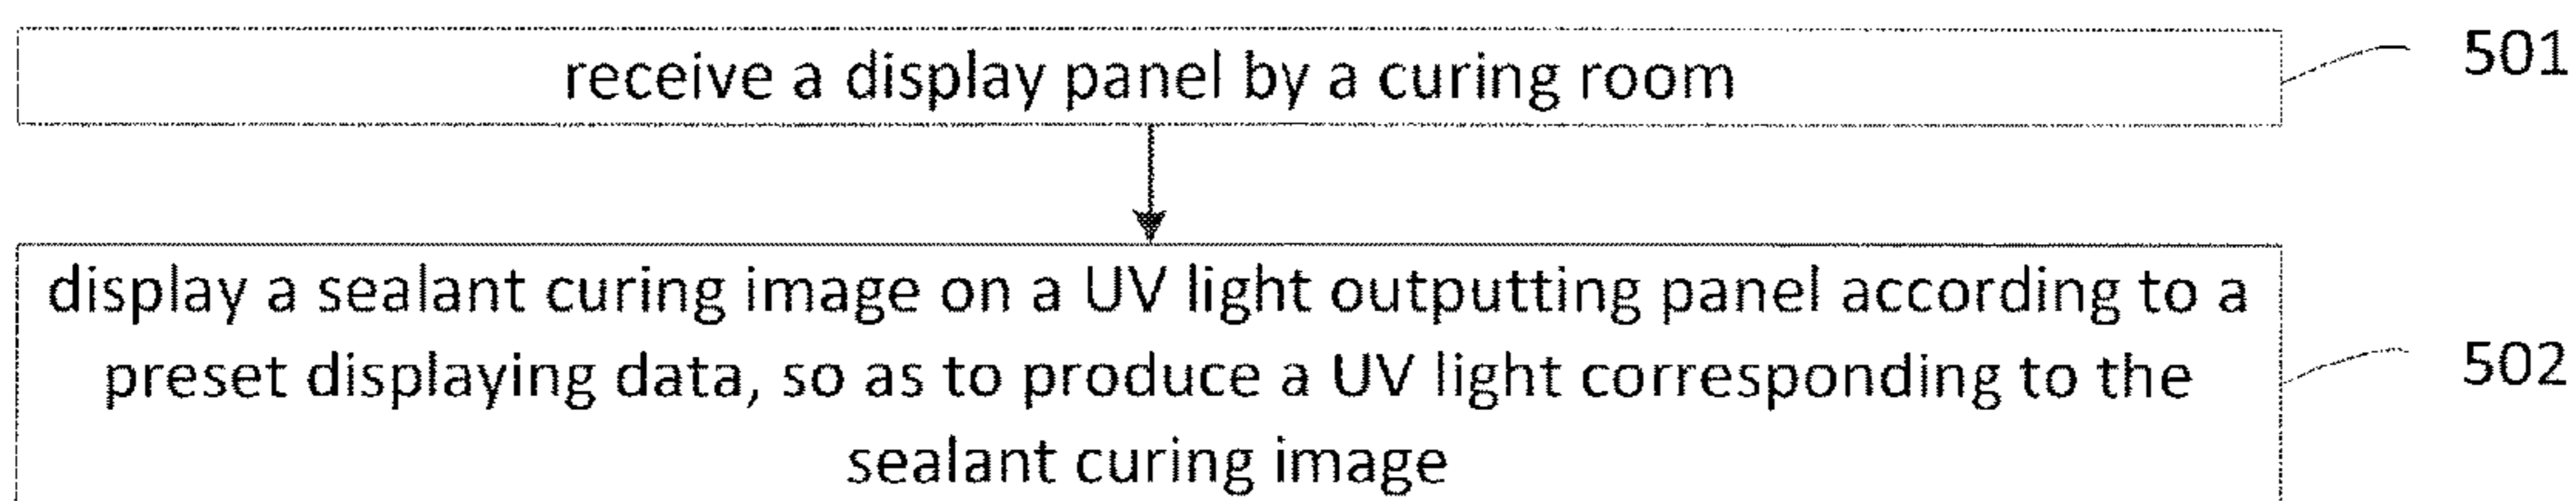 receive a display panel by a curing room
501
display a sealant curing image on a UV light outputting panel according to a
preset displaying data, so as to produce a UV light corresponding to the
sealant curing image
502